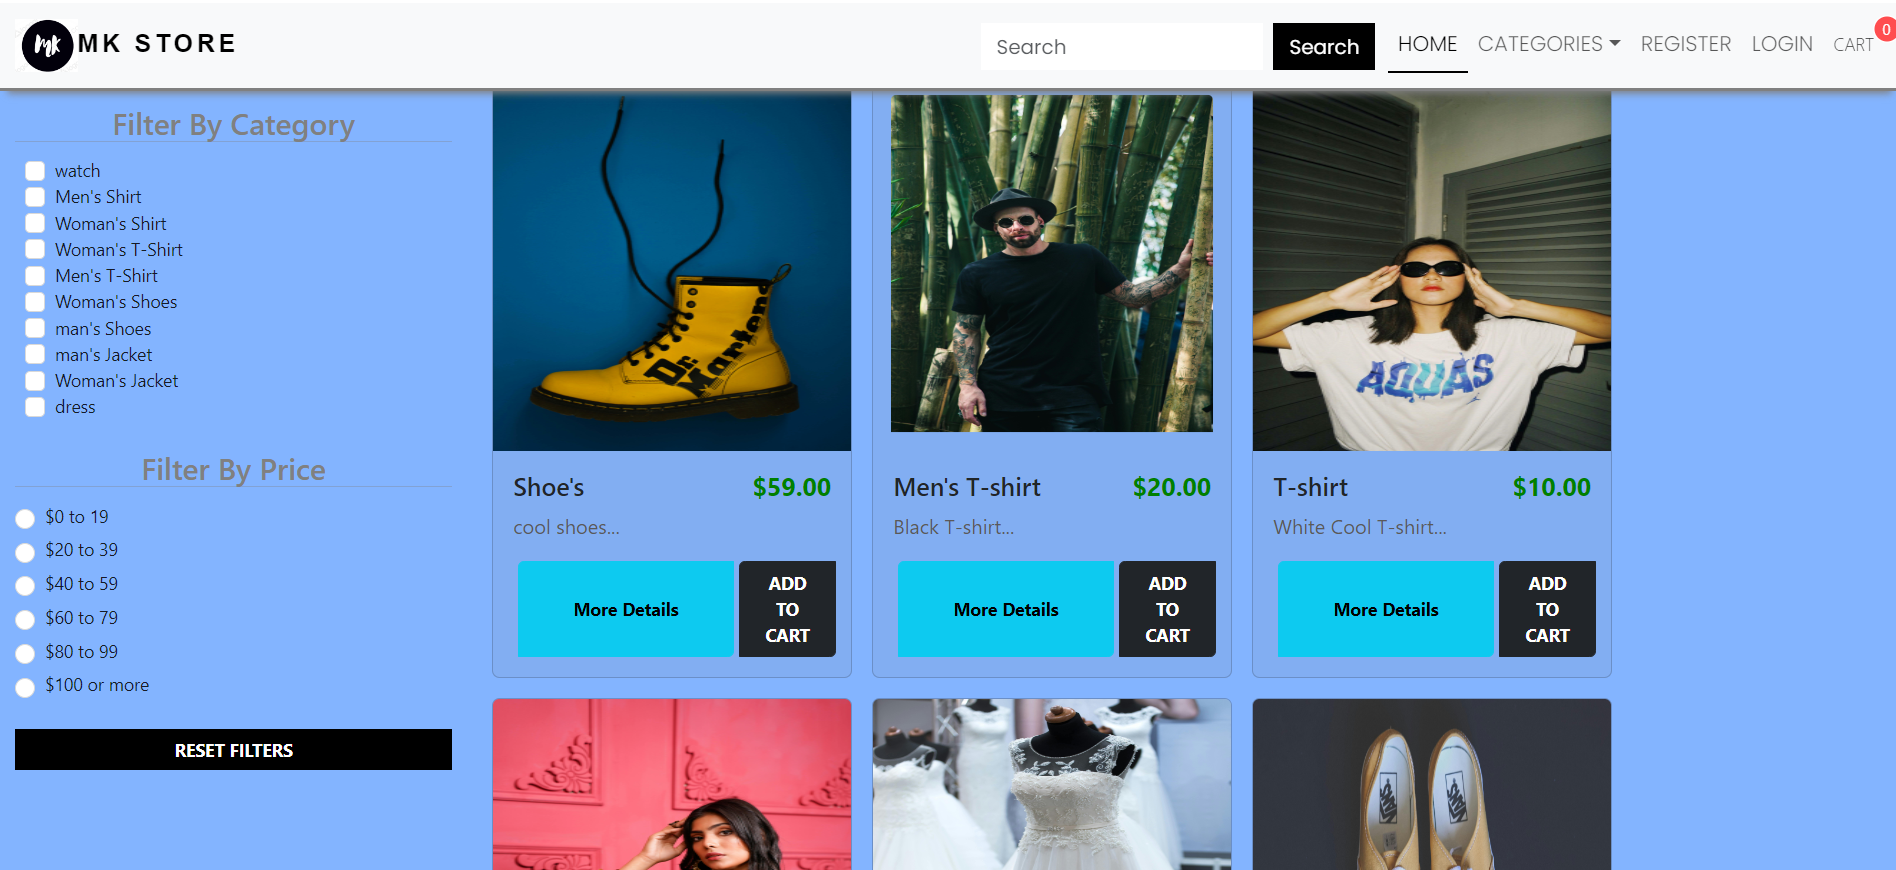 MK MK STORE
Search Search HOME CATEGORIES REGISTER LOGIN CART 0
Filter By Category
watch
Men's Shirt
Woman's Shirt
Woman's T-Shirt
Men's T-Shirt
Woman's Shoes
man's Shoes
man's Jacket
Woman's Jacket
dress
Filter By Price
$0 to 19
$20 to 39
$40 to 59
$60 to 79
$80 to 99
$100 or more
RESET FILTERS
Dr.
Martens
Shoe's $59.00
cool shoes...
More Details
ADD
TO
CART
Men's T-shirt $20.00
Black T-shirt...
More Details
ADD
TO
CART
AQUAS
T-shirt $10.00
White Cool T-shirt...
More Details
ADD
TO
CART
VANS VANS